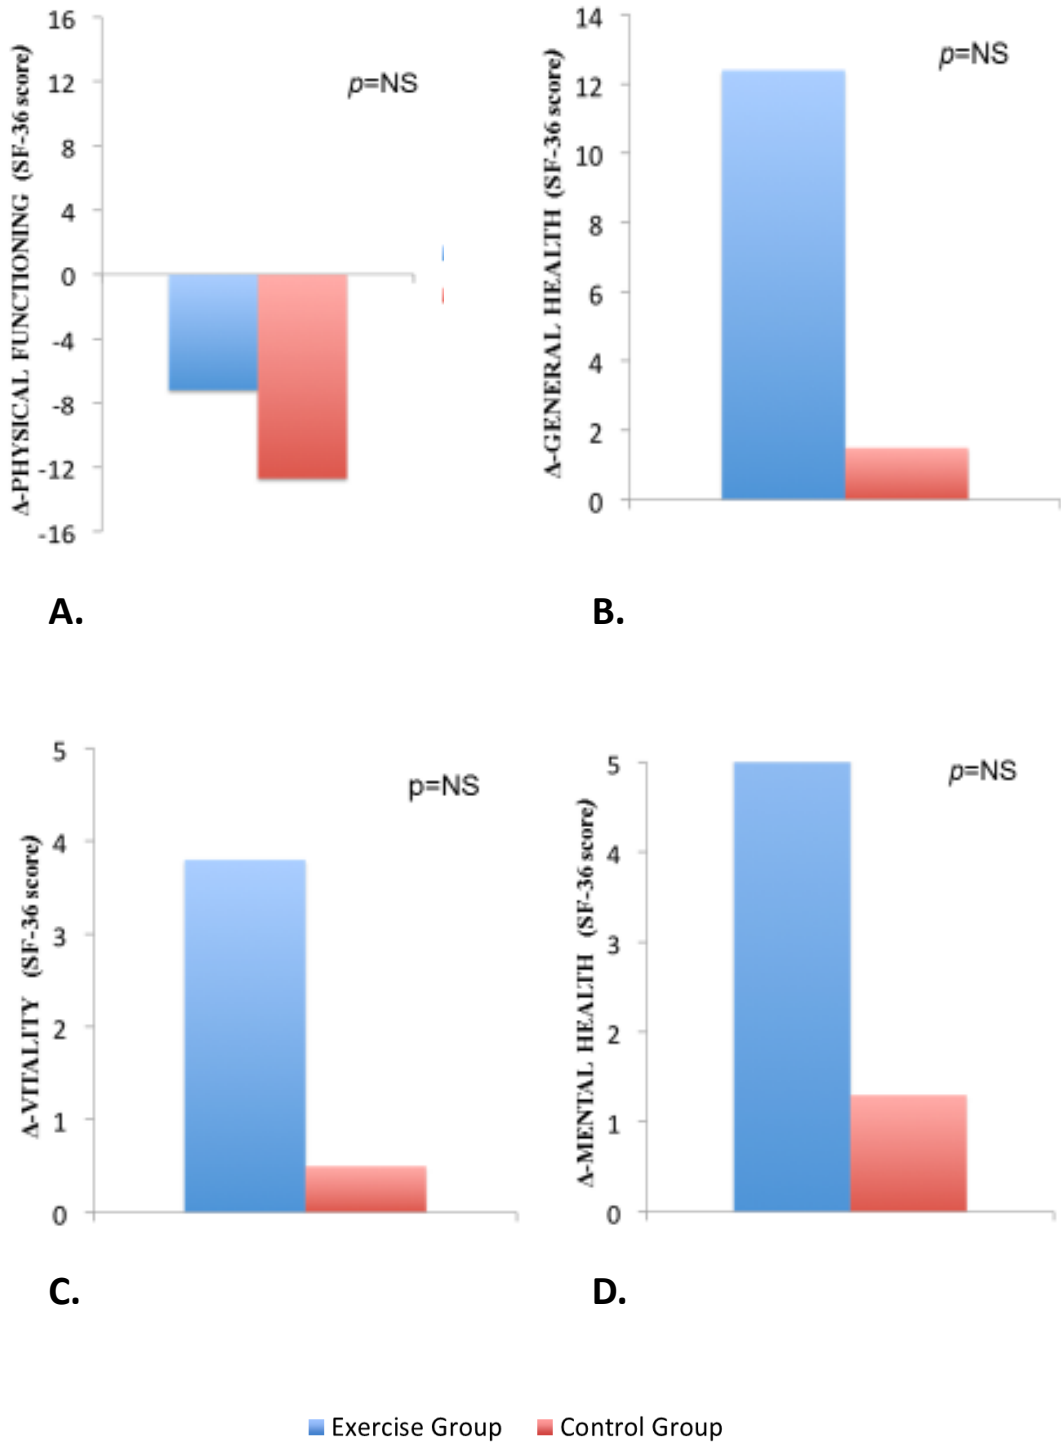 Δ-PHYSICAL FUNCTIONING (SF-36 score)
16
12
8
4
0
-4
-8
-12
-16
p=NS
A.
Δ-GENERAL HEALTH (SF-36 score)
14
12
10
8
6
4
2
0
p=NS
B.
Δ-VITALITY (SF-36 score)
5
4
3
2
1
0
p=NS
C.
Δ-MENTAL HEALTH (SF-36 score)
5
4
3
2
1
0
p=NS
D.
Exercise Group
Control Group